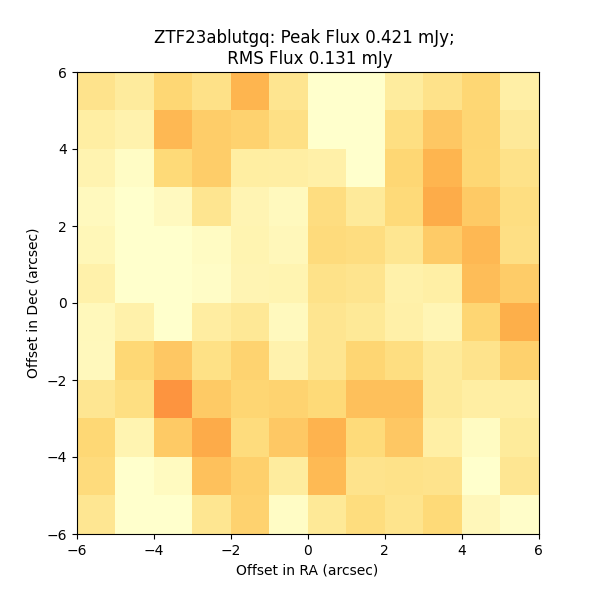 ZTF23ablutgq: Peak Flux 0.421 mJy;
RMS Flux 0.131 mJy
6
4
2
0
−2
−4
−6
Offset in Dec (arcsec)
−6 −4 −2 0 2 4 6
Offset in RA (arcsec)